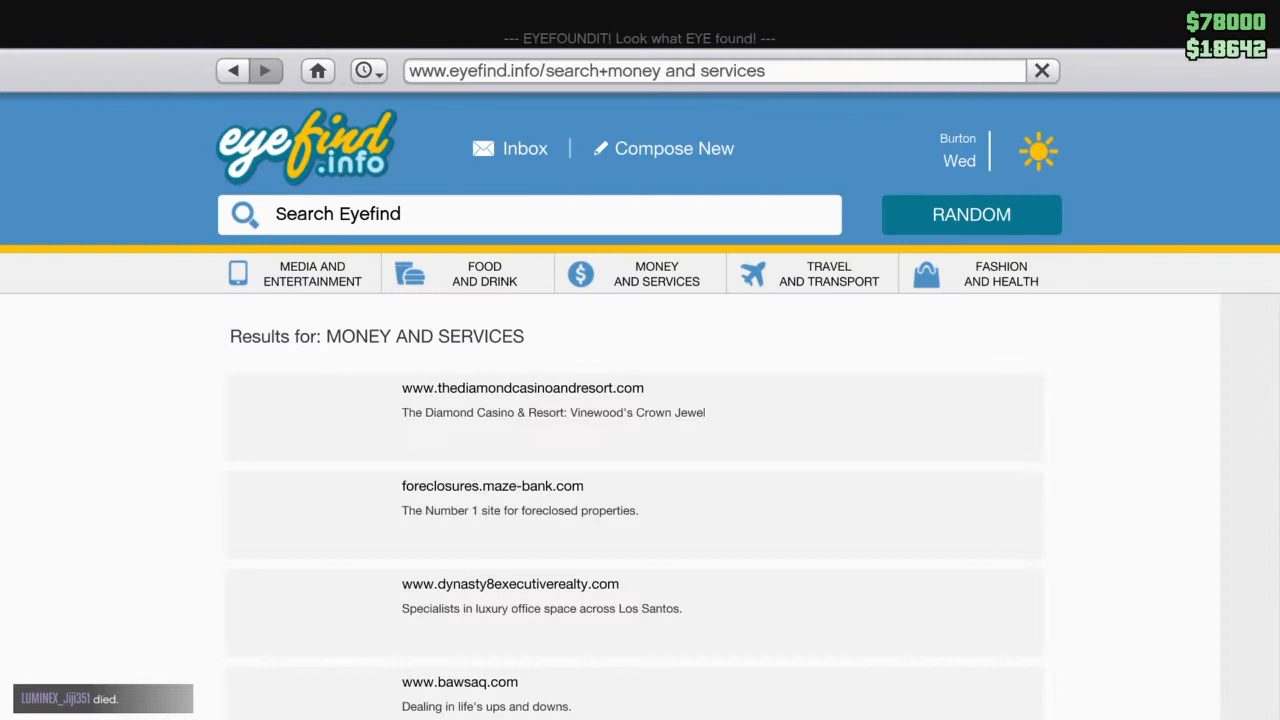 $78000
--- EYEFOUNDIT! Look what EYE found! ---
$18642
www.eyefind.info/search+money and services
eyefind.info
Inbox
Compose New
Burton
Wed
Search Eyefind
RANDOM
MEDIA AND ENTERTAINMENT
FOOD AND DRINK
MONEY AND SERVICES
TRAVEL AND TRANSPORT
FASHION AND HEALTH
Results for: MONEY AND SERVICES
www.thediamondcasinoandresort.com
The Diamond Casino & Resort: Vinewood's Crown Jewel
foreclosures.maze-bank.com
The Number 1 site for foreclosed properties.
www.dynasty8executiverealty.com
Specialists in luxury office space across Los Santos.
www.bawsaq.com
Dealing in life's ups and downs.
LUMINEX_Jiji351 died.